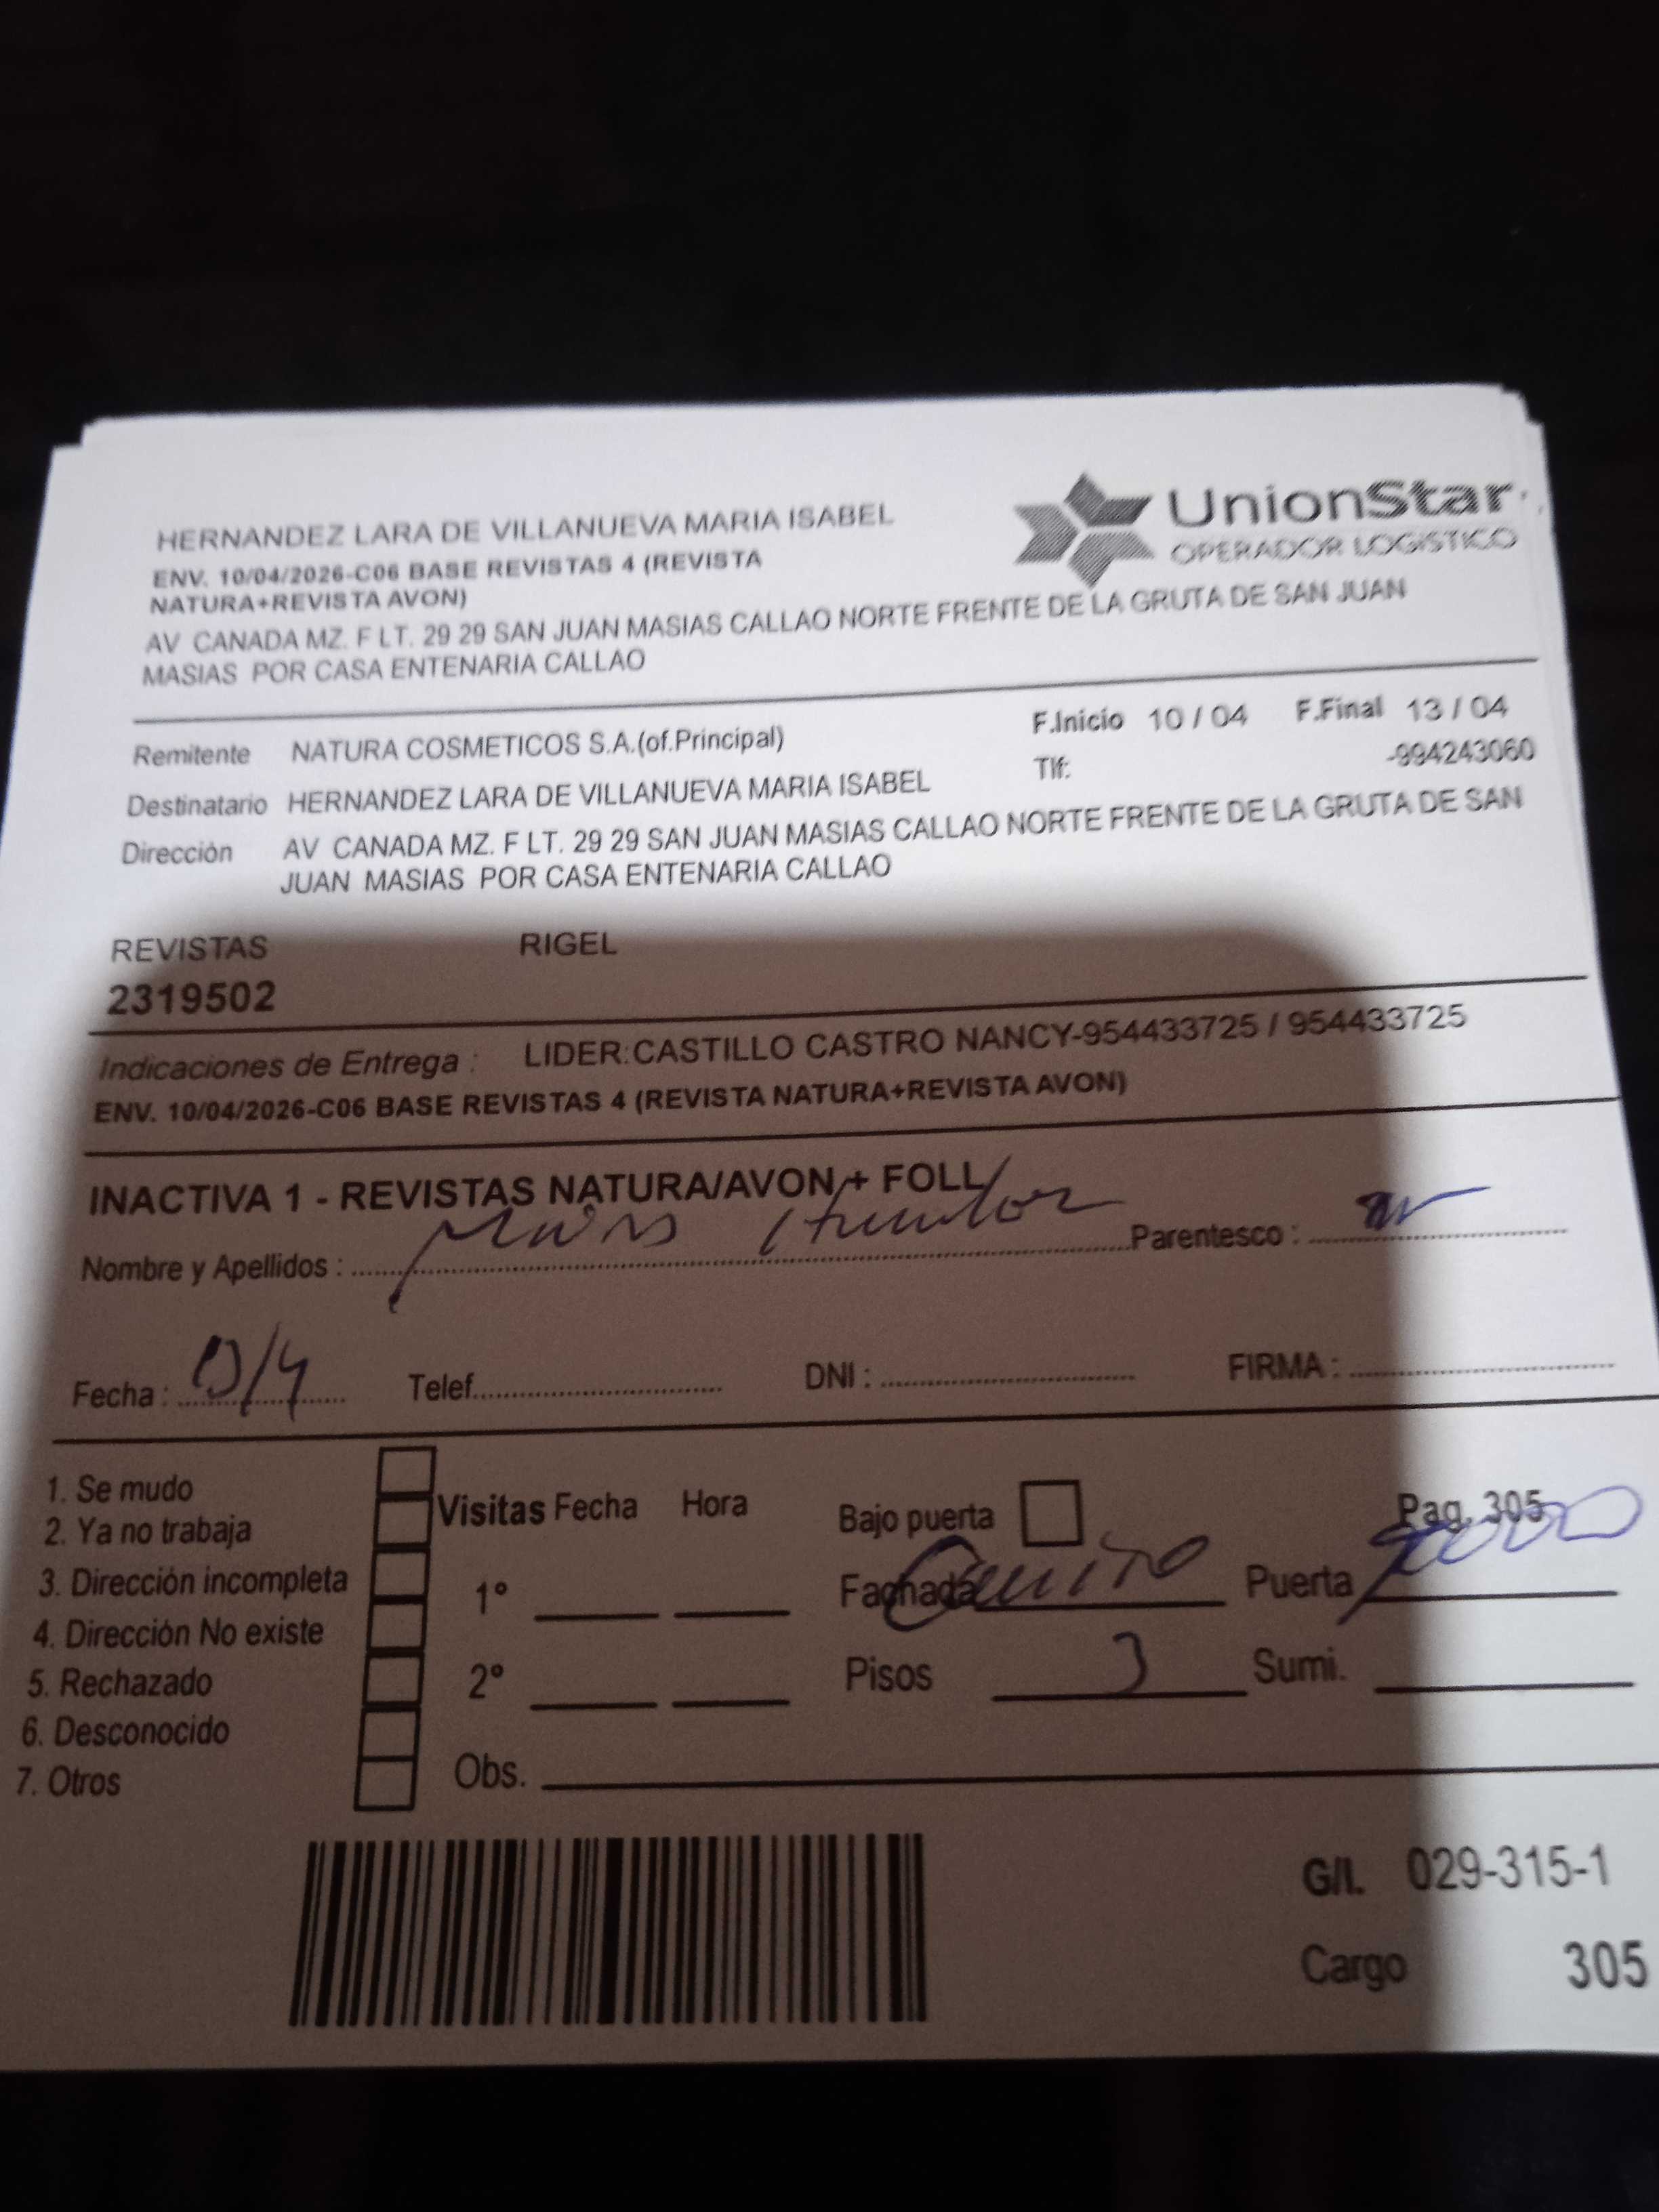 HERNANDEZ LARA DE VILLANUEVA MARIA ISABEL
UnionStar
OPERADOR LOGISTICO
ENV. 10/04/2026-C06 BASE REVISTAS 4 (REVISTA
NATURA+REVISTA AVON)
AV CANADA MZ. F LT. 29 29 SAN JUAN MASIAS CALLAO NORTE FRENTE DE LA GRUTA DE SAN JUAN
MASIAS POR CASA ENTENARIA CALLAO
Remitente NATURA COSMETICOS S.A.(of.Principal) F.Inicio 10 / 04 F.Final 13 / 04
Destinatario HERNANDEZ LARA DE VILLANUEVA MARIA ISABEL Tlf: -994243060
Dirección AV CANADA MZ. F LT. 29 29 SAN JUAN MASIAS CALLAO NORTE FRENTE DE LA GRUTA DE SAN
JUAN MASIAS POR CASA ENTENARIA CALLAO
REVISTAS RIGEL
2319502
Indicaciones de Entrega : LIDER:CASTILLO CASTRO NANCY-954433725 / 954433725
ENV. 10/04/2026-C06 BASE REVISTAS 4 (REVISTA NATURA+REVISTA AVON)
INACTIVA 1 - REVISTAS NATURA/AVON + FOLL
Nombre y Apellidos : Parentesco :
Fecha : Telef. DNI : FIRMA :
1. Se mudo
2. Ya no trabaja
3. Dirección incompleta
4. Dirección No existe
5. Rechazado
6. Desconocido
7. Otros
Visitas Fecha Hora
1º
2º
Obs.
Bajo puerta Pag. 305
Fachada Puerta
Pisos 3 Sumi.
G/I. 029-315-1
Cargo 305